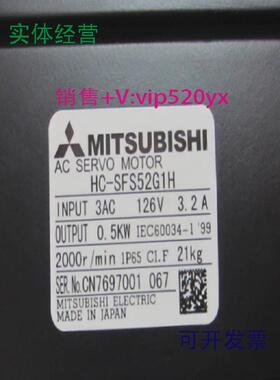 实体经营
销售+V:vip520yx
MITSUBISHI
AC SERVO MOTOR
HC-SFS52G1H
INPUT 3AC 126V 3.2A
OUTPUT 0.5KW IEC60034-1'99
2000r/min IP65 Cl.F 21kg
SER.No.CN7697001 067
MITSUBISHI ELECTRIC
MADE IN JAPAN
可开发票